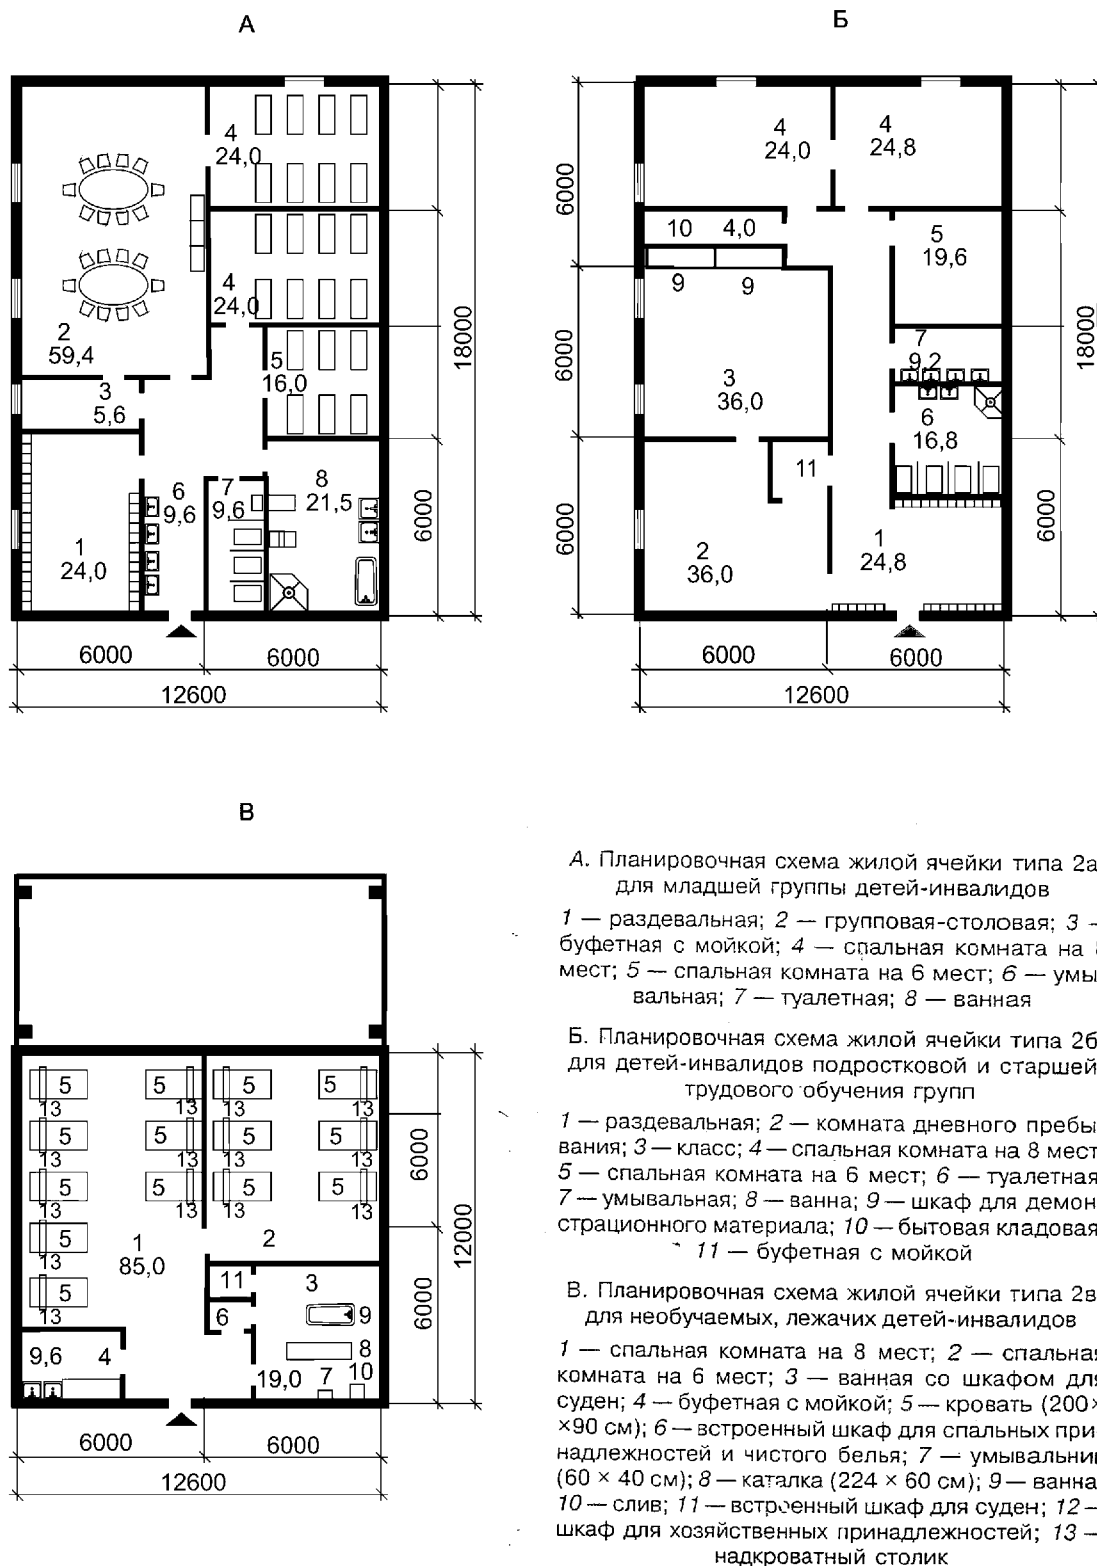 А
4
24,0
4
24,0
2
59,4
5
16,0
3
5,6
6
9,6
7
9,6
8
21,5
1
24,0
18000
6000
6000
6000
12600
Б
4
24,0
4
24,8
10 4,0
5
19,6
9 9
7
9,2
3
36,0
6
16,8
11
1
24,8
2
36,0
6000
6000
6000
18000
6000
6000
6000
12600
В
5 5 5 5
13 13 13 13
5 5 5 5
13 13 13 13
5 5 5 5
13 13 13 13
5
13
1
85,0
2
5
13
11
3
6
9
9,6 4
8
19,0
7
10
6000
12000
6000
6000
6000
12600
А. Планировочная схема жилой ячейки типа 2а
для младшей группы детей-инвалидов
1 — раздевальная; 2 — групповая-столовая; 3 —
буфетная с мойкой; 4 — спальная комната на 8
мест; 5 — спальная комната на 6 мест; 6 — умы
вальная; 7 — туалетная; 8 — ванная
Б. Планировочная схема жилой ячейки типа 2б
для детей-инвалидов подростковой и старшей
трудового обучения групп
1 — раздевальная; 2 — комната дневного пребы
вания; 3 — класс; 4 — спальная комната на 8 мест
5 — спальная комната на 6 мест; 6 — туалетная
7 — умывальная; 8 — ванна; 9 — шкаф для демон
страционного материала; 10 — бытовая кладовая
11 — буфетная с мойкой
В. Планировочная схема жилой ячейки типа 2в
для необучаемых, лежачих детей-инвалидов
1 — спальная комната на 8 мест; 2 — спальная
комната на 6 мест; 3 — ванная со шкафом для
суден; 4 — буфетная с мойкой; 5 — кровать (200×
×90 см); 6 — встроенный шкаф для спальных при
надлежностей и чистого белья; 7 — умывальник
(60 × 40 см); 8 — каталка (224 × 60 см); 9 — ванна
10 — слив; 11 — встроенный шкаф для суден; 12 —
шкаф для хозяйственных принадлежностей; 13 —
надкроватный столик